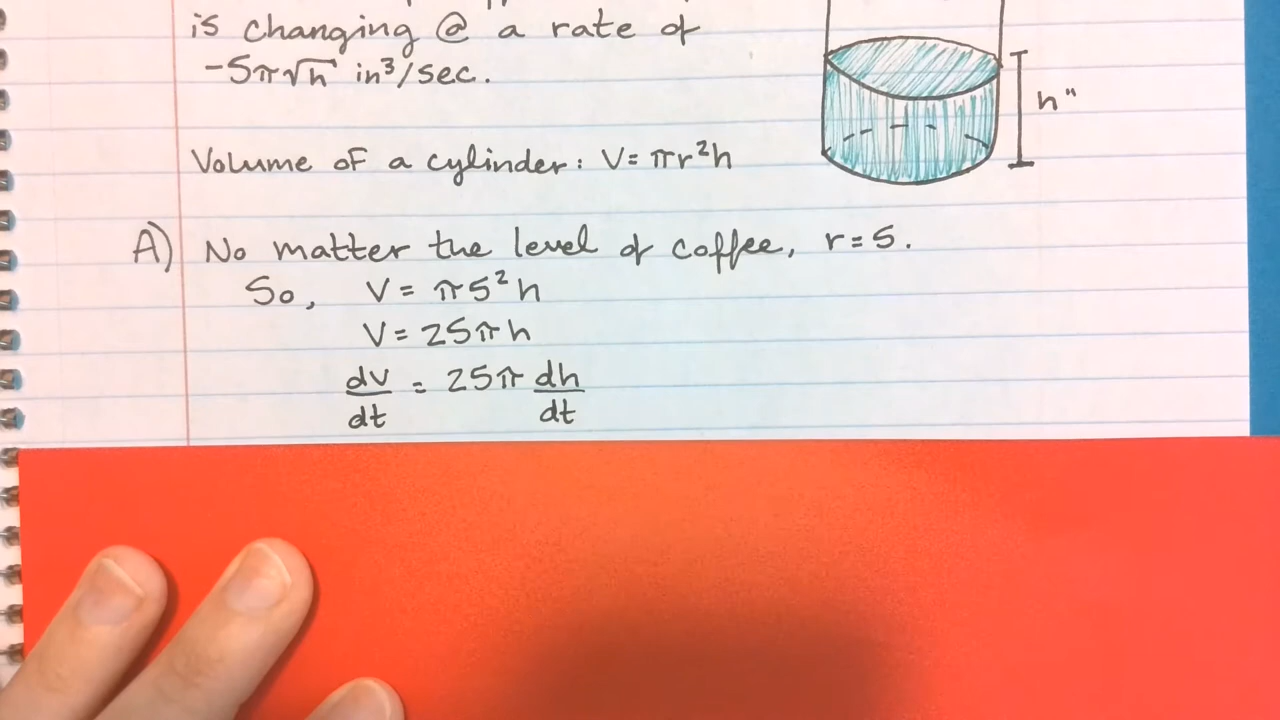 is changing @ a rate of
-5π√h in³/sec.
h"
Volume of a cylinder: V= πr²h
A) No matter the level of coffee, r=5.
So, V= π5²h
V= 25πh
dV/dt = 25π dh/dt